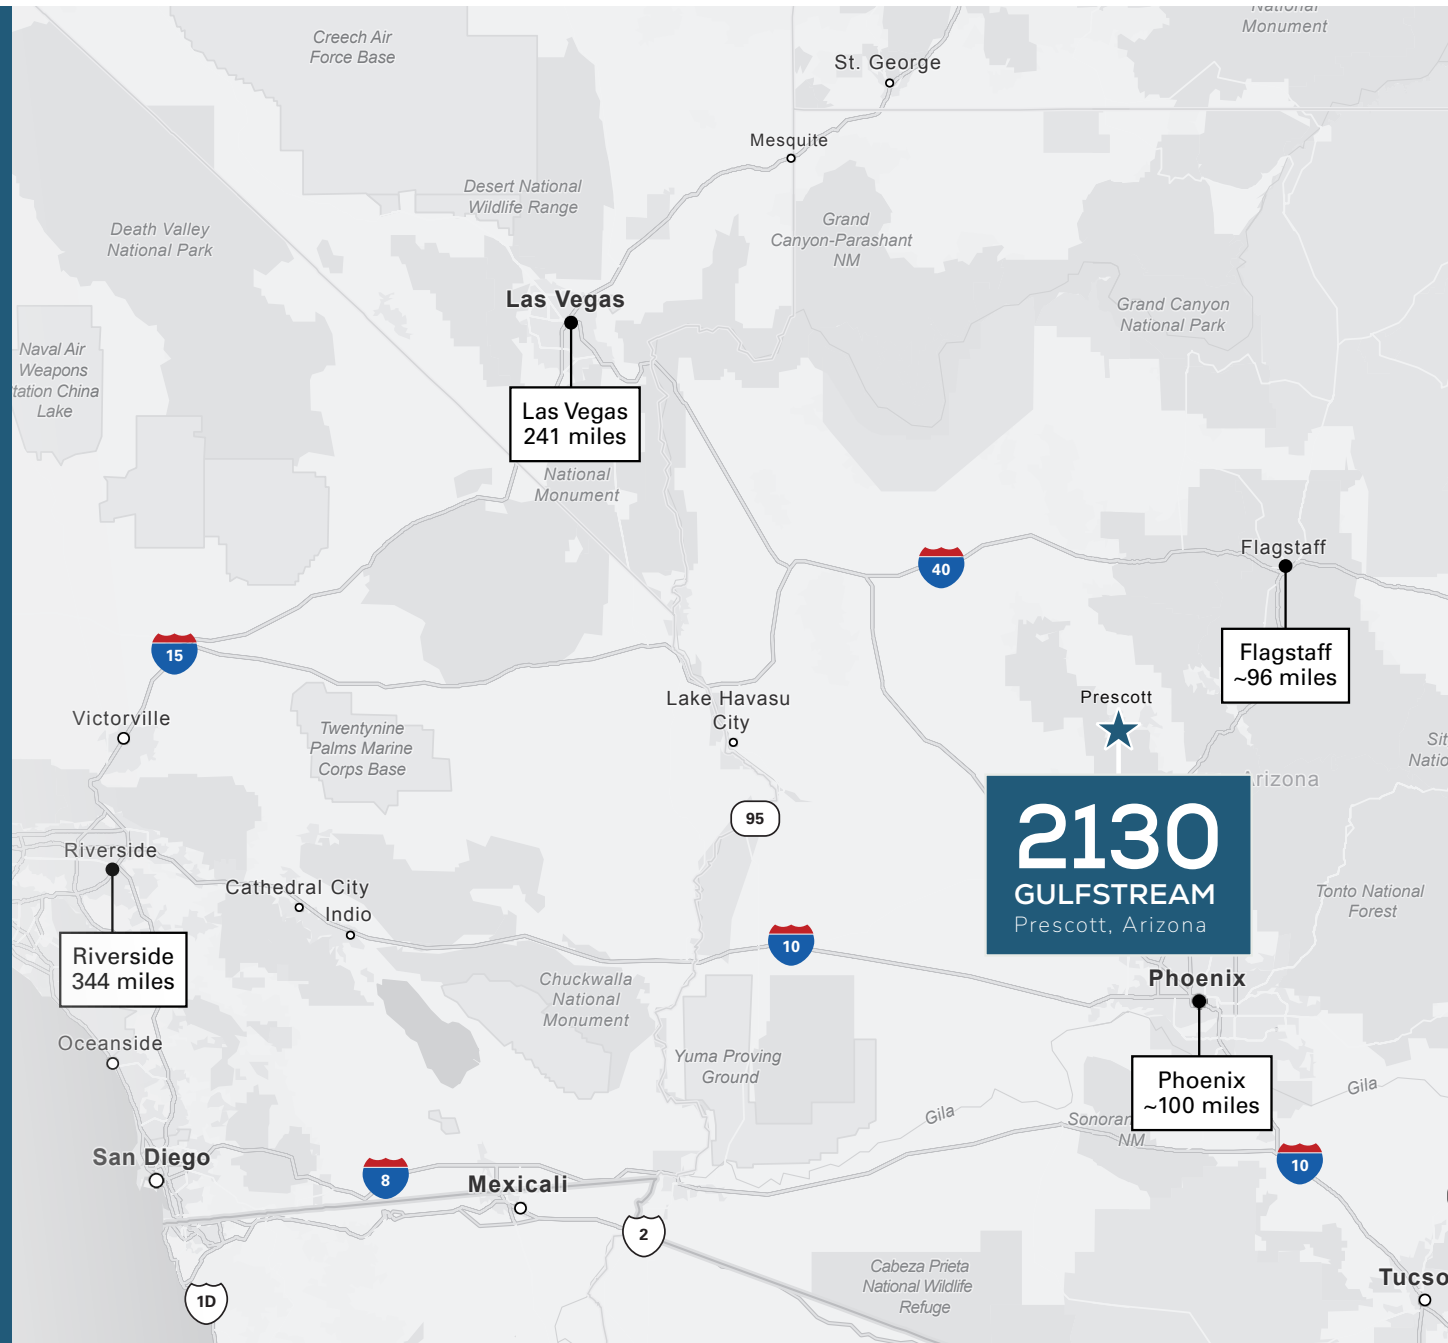 National
Monument
Creech Air
Force Base
St. George
Mesquite
Desert National
Wildlife Range
Death Valley
National Park
Grand
Canyon-Parashant
NM
Las Vegas
Grand Canyon
National Park
Naval Air
Weapons
tation China
Lake
Las Vegas
241 miles
National
Monument
40
Flagstaff
15
Flagstaff
~96 miles
Prescott
Lake Havasu
City
Victorville
Twentynine
Palms Marine
Corps Base
Sit
Natio
Arizona
95
2130
GULFSTREAM
Prescott, Arizona
Riverside
Cathedral City
Indio
Tonto National
Forest
10
Riverside
344 miles
Chuckwalla
National
Monument
Phoenix
Oceanside
Yuma Proving
Ground
Phoenix
~100 miles
Gila
Gila
Sonoran
NM
San Diego
8
Mexicali
10
2
Cabeza Prieta
National Wildlife
Refuge
Tucso
1D